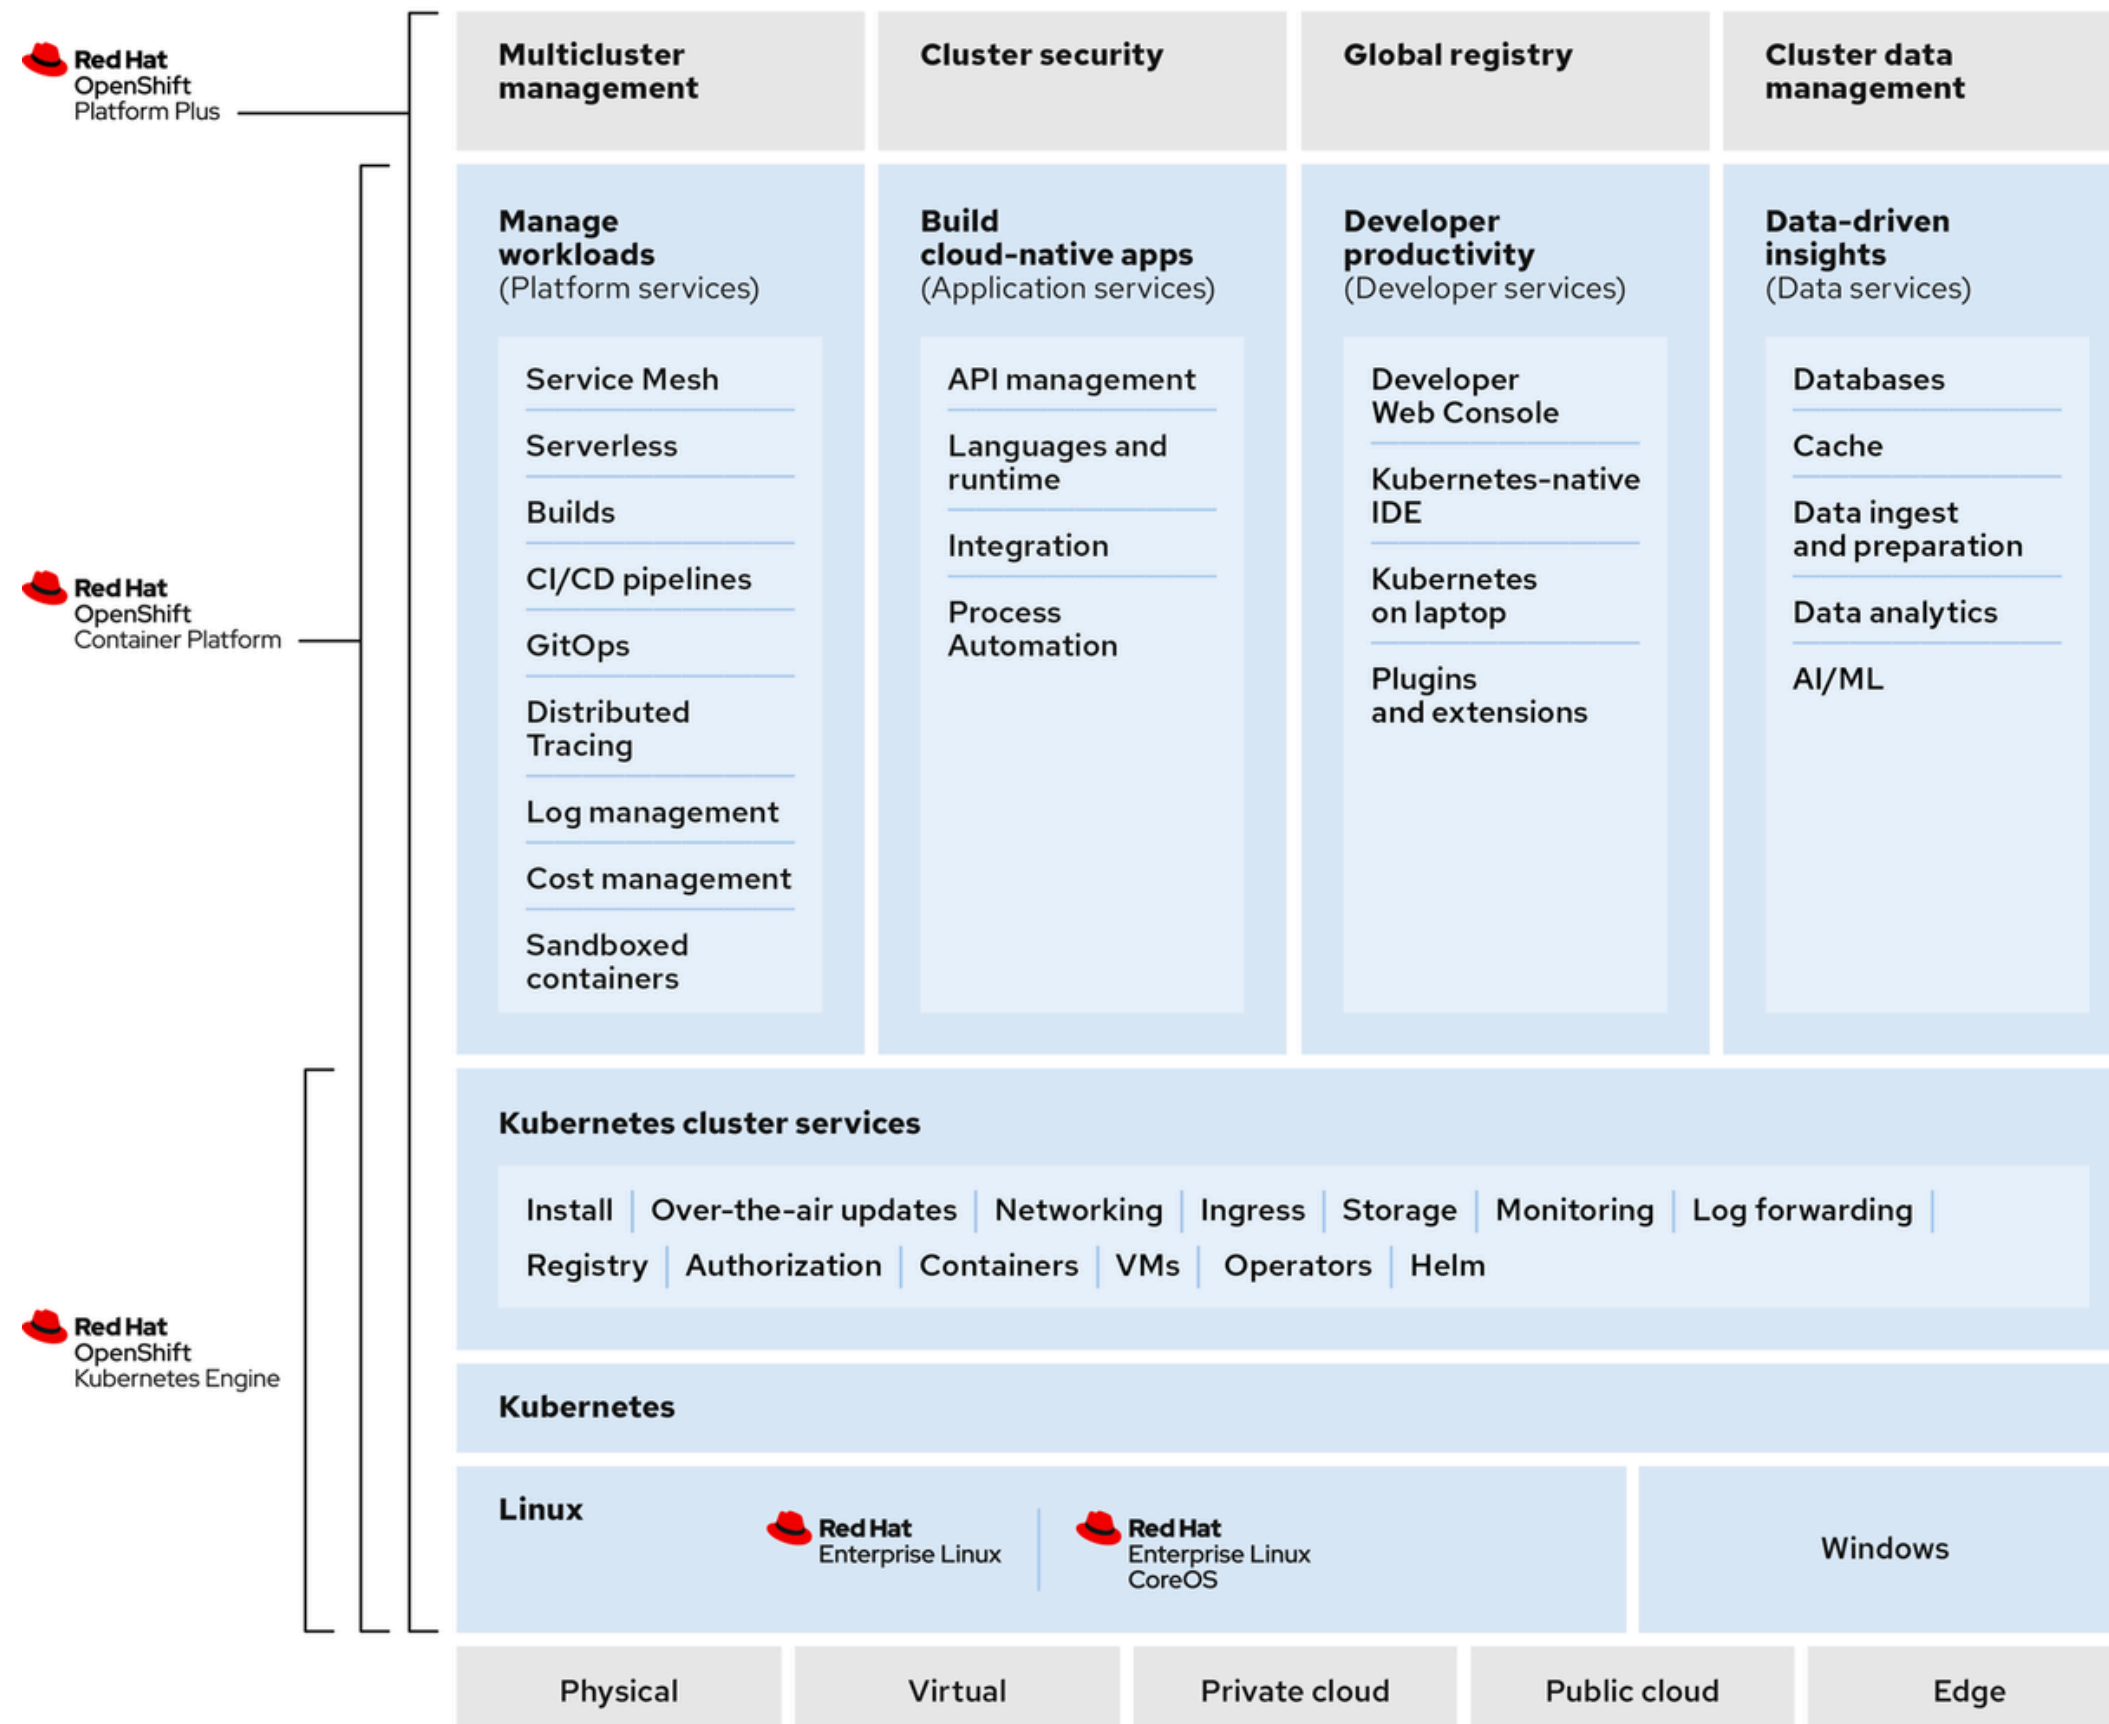 Red Hat
OpenShift
Platform Plus
Multicluster
management
Cluster security
Global registry
Cluster data
management
Red Hat
OpenShift
Container Platform
Manage
workloads
(Platform services)
Service Mesh
Serverless
Builds
CI/CD pipelines
GitOps
Distributed
Tracing
Log management
Cost management
Sandboxed
containers
Build
cloud-native apps
(Application services)
API management
Languages and
runtime
Integration
Process
Automation
Developer
productivity
(Developer services)
Developer
Web Console
Kubernetes-native
IDE
Kubernetes
on laptop
Plugins
and extensions
Data-driven
insights
(Data services)
Databases
Cache
Data ingest
and preparation
Data analytics
AI/ML
Red Hat
OpenShift
Kubernetes Engine
Kubernetes cluster services
Install | Over-the-air updates | Networking | Ingress | Storage | Monitoring | Log forwarding |
Registry | Authorization | Containers | VMs | Operators | Helm
Kubernetes
Linux
Red Hat
Enterprise Linux
Red Hat
Enterprise Linux
CoreOS
Windows
Physical
Virtual
Private cloud
Public cloud
Edge